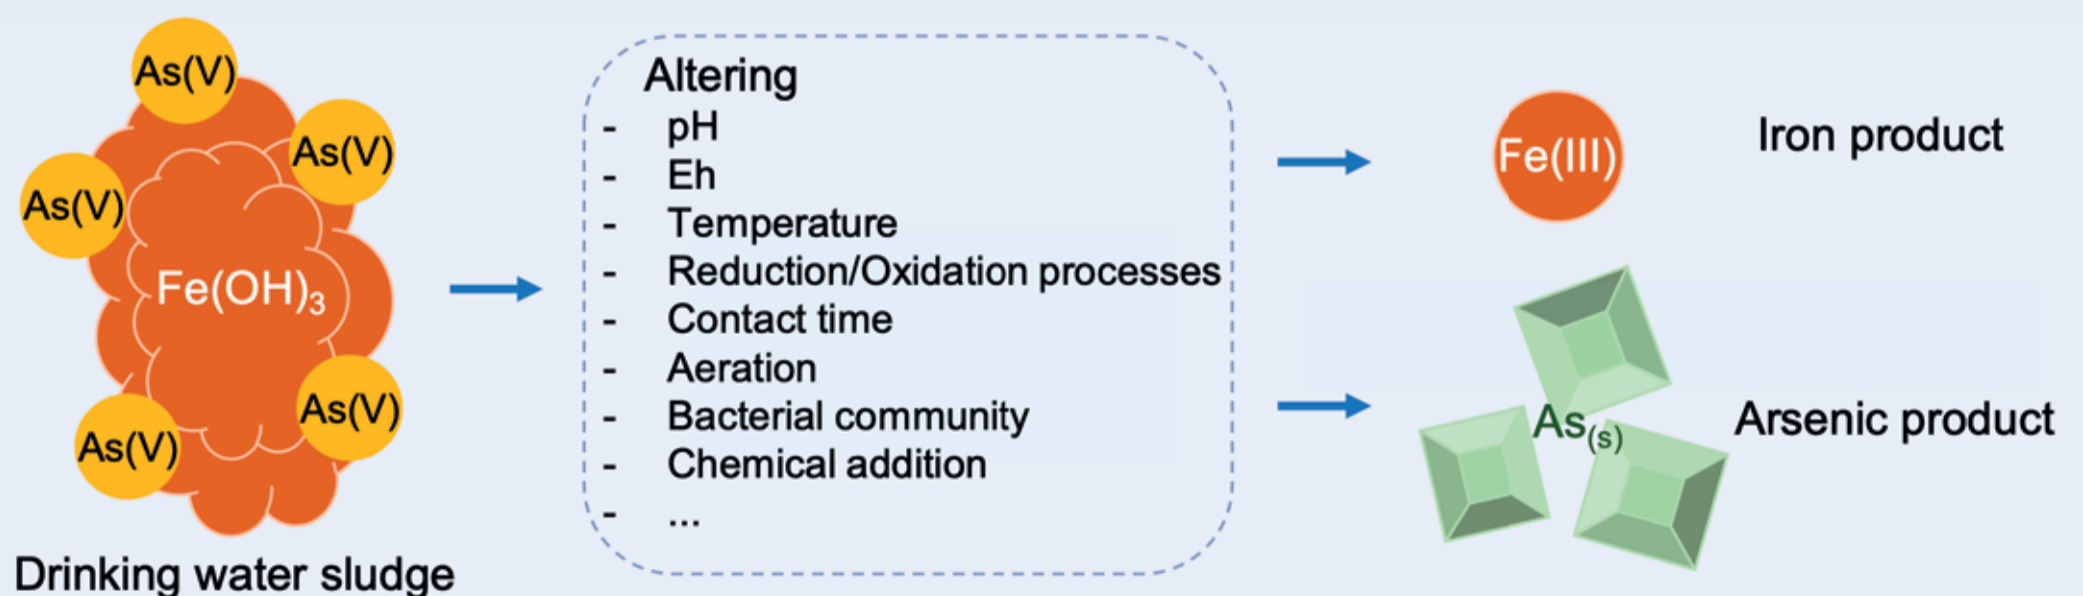 As(V)
As(V)
As(V)
Fe(OH)₃
As(V)
As(V)
Drinking water sludge
Altering
- pH
- Eh
- Temperature
- Reduction/Oxidation processes
- Contact time
- Aeration
- Bacterial community
- Chemical addition
- ...
Fe(III)
Iron product
As(s)
Arsenic product